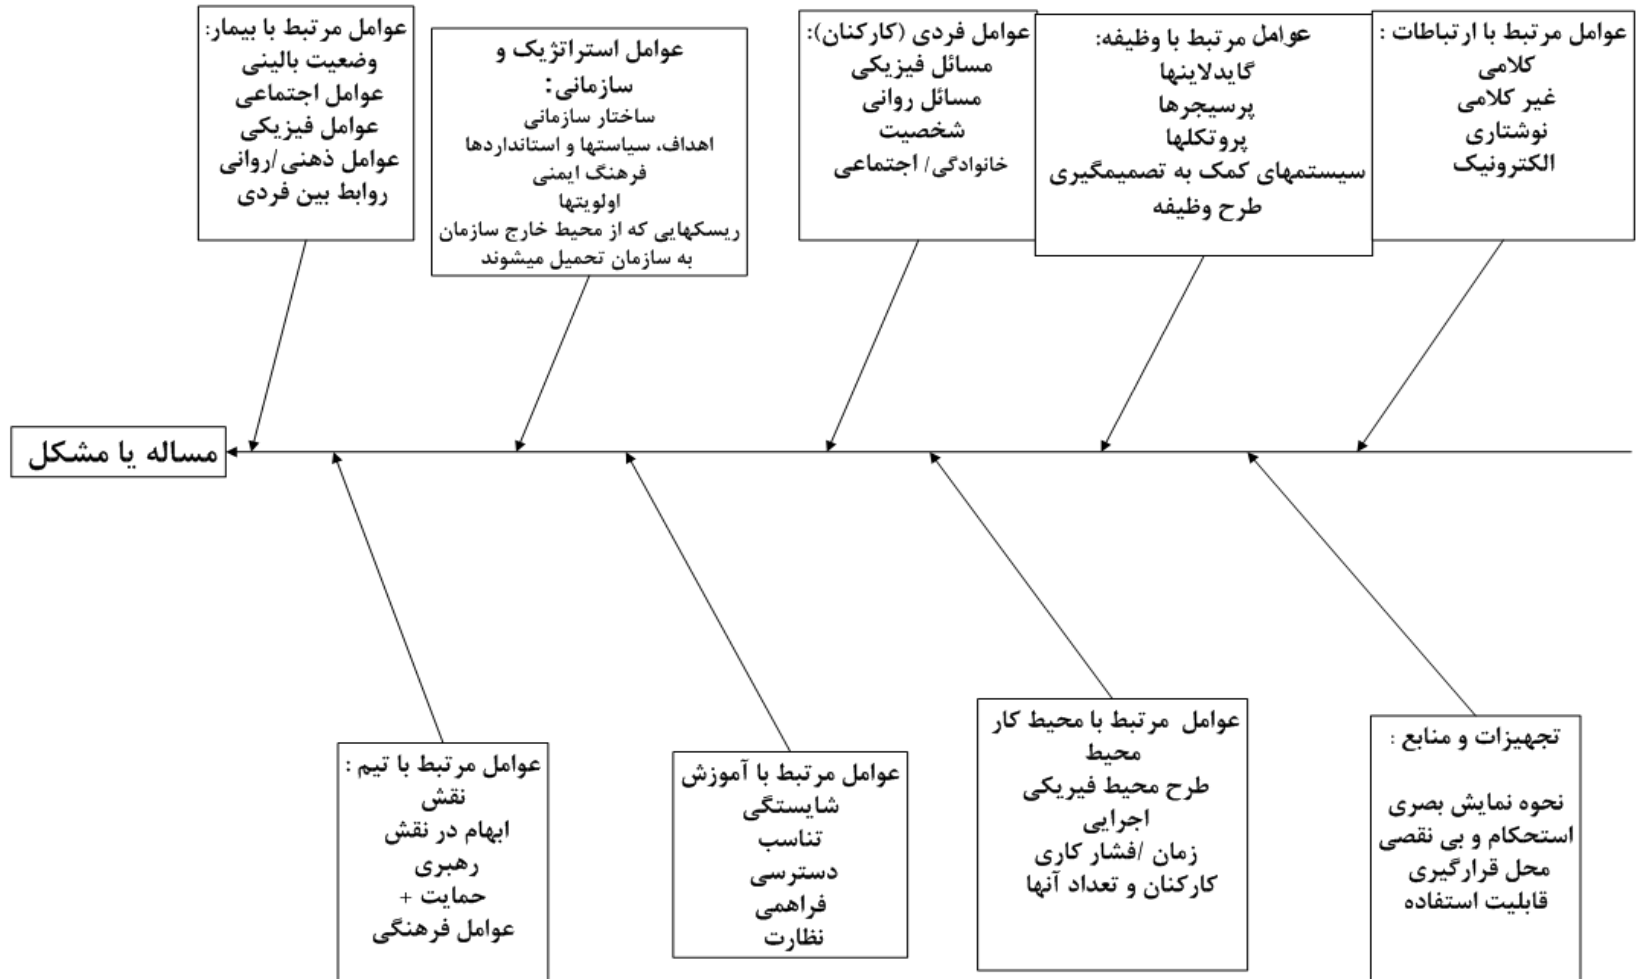 عوامل مرتبط با ارتباطات :
کلامی
غیر کلامی
نوشتاری
الکترونیک
عوامل مرتبط با وظیفه:
گایدلاینها
پرسیجرها
پروتکلها
سیستمهای کمک به تصمیمگیری
طرح وظیفه
عوامل فردی (کارکنان):
مسائل فیزیکی
مسائل روانی
شخصیت
خانوادگی/ اجتماعی
عوامل استراتژیک و
سازمانی:
ساختار سازمانی
اهداف، سیاستها و استانداردها
فرهنگ ایمنی
اولویتها
ریسکهایی که از محیط خارج سازمان
به سازمان تحمیل میشوند
عوامل مرتبط با بیمار:
وضعیت بالینی
عوامل اجتماعی
عوامل فیزیکی
عوامل ذهنی/روانی
روابط بین فردی
مساله یا مشکل
تجهیزات و منابع :
نحوه نمایش بصری
استحکام و بی نقصی
محل قرارگیری
قابلیت استفاده
عوامل مرتبط با محیط کار
محیط
طرح محیط فیریکی
اجرایی
زمان /فشار کاری
کارکنان و تعداد آنها
عوامل مرتبط با آموزش
شایستگی
تناسب
دسترسی
فراهمی
نظارت
عوامل مرتبط با تیم :
نقش
ابهام در نقش
رهبری
حمایت +
عوامل فرهنگی